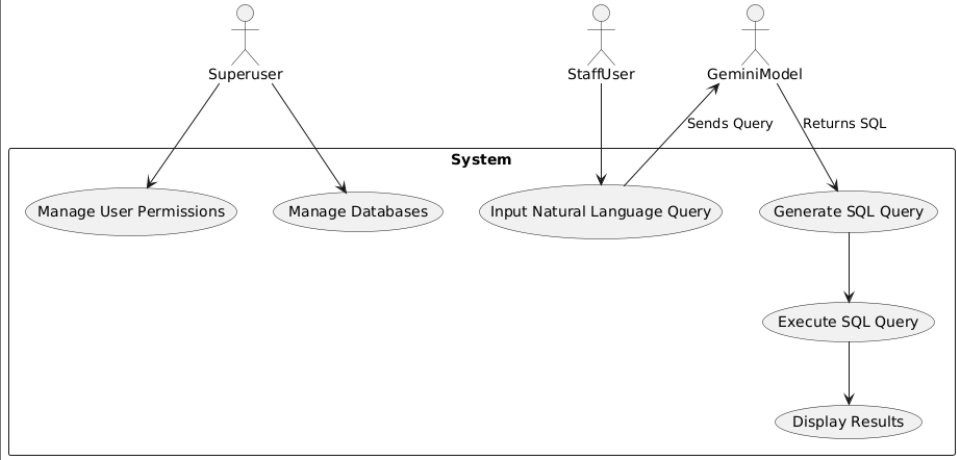 Superuser
StaffUser
GeminiModel
Sends Query
Returns SQL
System
Manage User Permissions
Manage Databases
Input Natural Language Query
Generate SQL Query
Execute SQL Query
Display Results